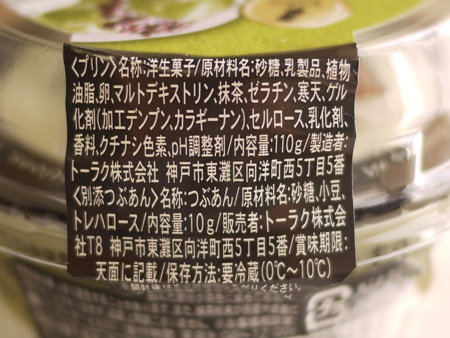 〈プリン〉名称:洋生菓子/原材料名:砂糖、乳製品、植物
油脂、卵、マルトデキストリン、抹茶、ゼラチン、寒天、ゲル
化剤(加工デンプン、カラギーナン)、セルロース、乳化剤、
香料、クチナシ色素、pH調整剤/内容量:110g/製造者:
トーラク株式会社 神戸市東灘区向洋町西5丁目5番
〈別添つぶあん〉名称:つぶあん/原材料名:砂糖、小豆、
トレハロース/内容量:10g/販売者:トーラク株式会
社T8 神戸市東灘区向洋町西5丁目5番/賞味期限:
天面に記載/保存方法:要冷蔵(0℃〜10℃)